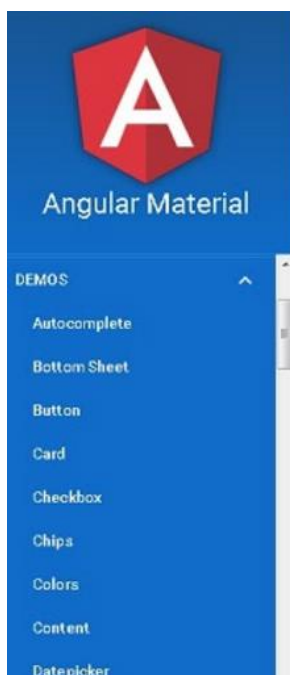 A
Angular Material
DEMOS
Autocomplete
Bottom Sheet
Button
Card
Checkbox
Chips
Colors
Content
Datepicker